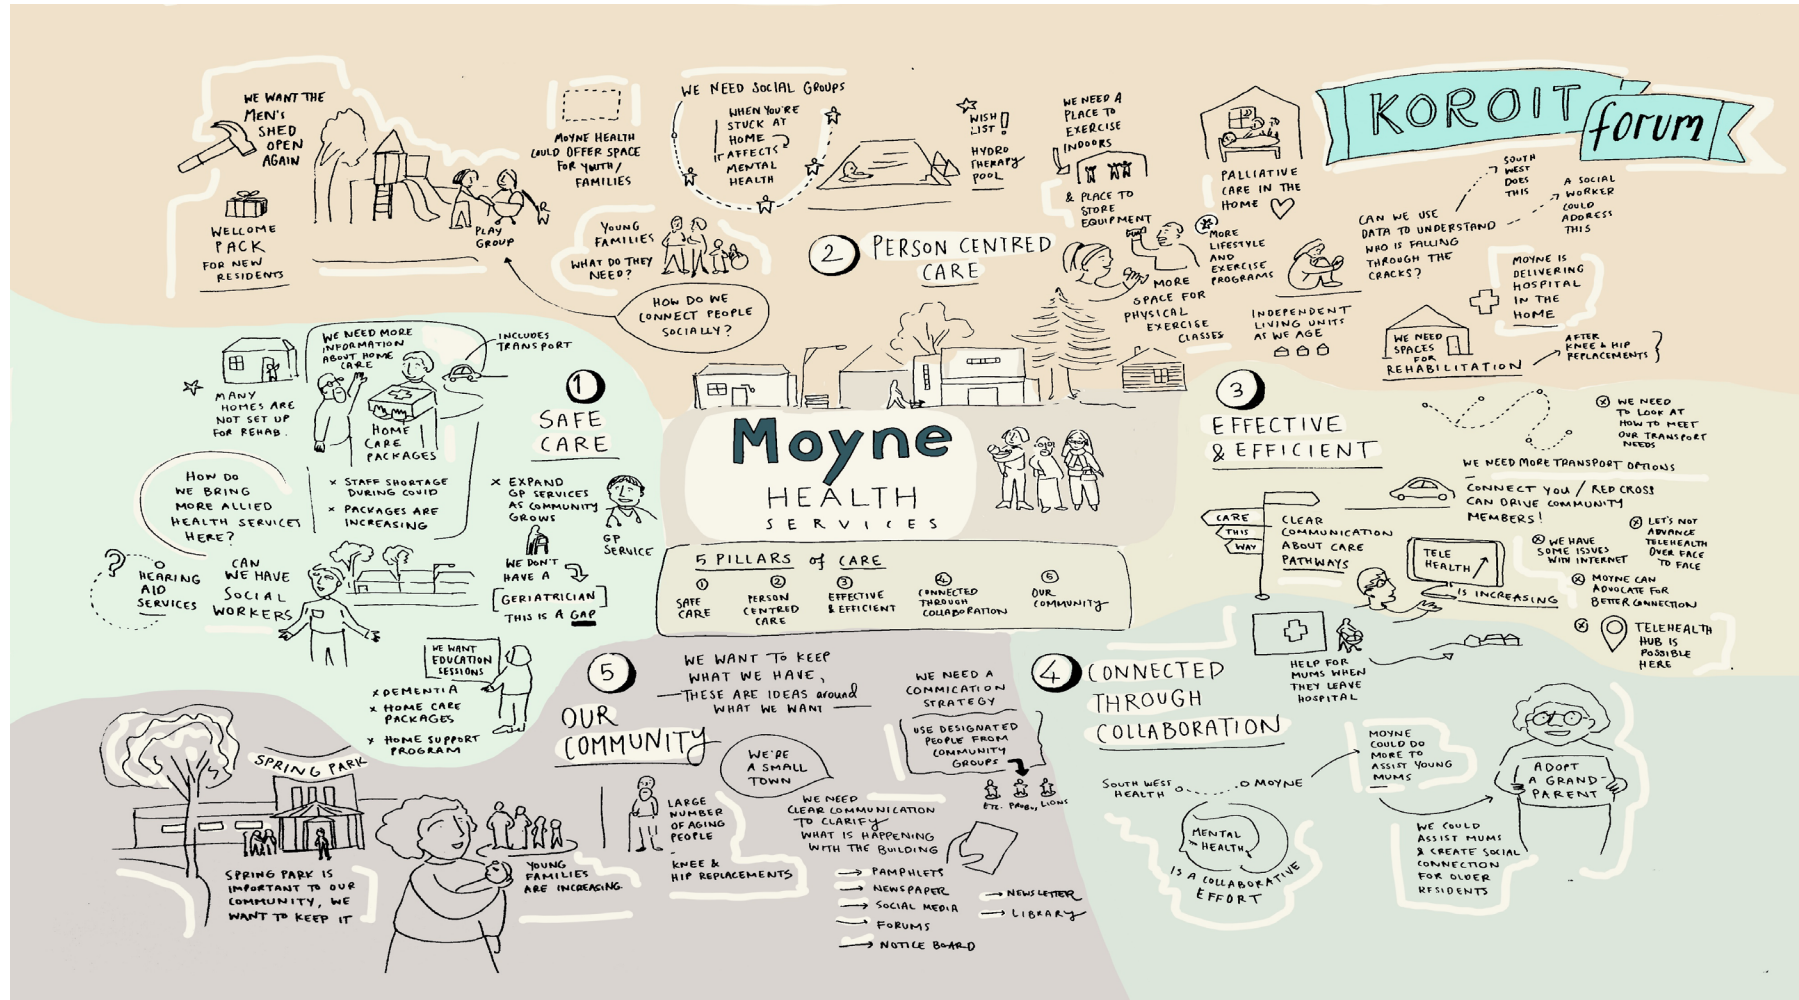 KOROIT
forum
WE WANT THE
MEN'S
SHED
OPEN
AGAIN
WELCOME
PACK
FOR NEW
RESIDENTS
PLAY
GROUP
MOYNE HEALTH
COULD OFFER SPACE
FOR YOUTH/
FAMILIES
YOUNG
FAMILIES
WHAT DO THEY
NEED?
HOW DO WE
CONNECT PEOPLE
SOCIALLY?
WE NEED SOCIAL GROUPS
WHEN YOU'RE
STUCK AT
HOME
IT AFFECTS
MENTAL
HEALTH
2 PERSON CENTRED
CARE
WISH
LIST!
HYDRO
THERAPY
POOL
WE NEED A
PLACE TO
EXERCISE
INDOORS
& PLACE TO
STORE
EQUIPMENT
MORE
SPACE FOR
PHYSICAL
EXERCISE
CLASSES
PALLIATIVE
CARE IN THE
HOME
MORE
LIFESTYLE
AND
EXERCISE
PROGRAMS
INDEPENDENT
LIVING UNITS
AS WE AGE
CAN WE USE
DATA TO UNDERSTAND
WHO IS FALLING
THROUGH THE
CRACKS?
SOUTH
WEST
DOES
THIS
A SOCIAL
WORKER
COULD
ADDRESS
THIS
MOYNE IS
DELIVERING
HOSPITAL
IN THE
HOME
WE NEED
SPACES
FOR
REHABILITATION
AFTER
KNEE & HIP
REPLACEMENTS
1
SAFE
CARE
MANY
HOMES ARE
NOT SET UP
FOR REHAB.
WE NEED MORE
INFORMATION
ABOUT HOME
CARE
INCLUDES
TRANSPORT
HOME
CARE
PACKAGES
x STAFF SHORTAGE
DURING COVID
x PACKAGES ARE
INCREASING
HOW DO
WE BRING
MORE ALLIED
HEALTH SERVICES
HERE?
x EXPAND
GP SERVICES
AS COMMUNITY
GROWS
GP
SERVICE
WE DON'T
HAVE A
[GERIATRICIAN]
THIS IS A GAP
?
HEARING
AID
SERVICES
CAN
WE HAVE
SOCIAL
WORKERS
WE WANT
EDUCATION
SESSIONS
x DEMENTIA
x HOME CARE
PACKAGES
x HOME SUPPORT
PROGRAM
Moyne
HEALTH
SERVICES
5 PILLARS of CARE
1
SAFE
CARE
2
PERSON
CENTRED
CARE
3
EFFECTIVE
& EFFICIENT
4
CONNECTED
THROUGH
COLLABORATION
5
OUR
COMMUNITY
3
EFFECTIVE
& EFFICIENT
WE NEED
TO LOOK AT
HOW TO MEET
OUR TRANSPORT
NEEDS
WE NEED MORE TRANSPORT OPTIONS
CONNECT YOU / RED CROSS
CAN DRIVE COMMUNITY
MEMBERS!
CARE
THIS
WAY
CLEAR
COMMUNICATION
ABOUT CARE
PATHWAYS
TELE
HEALTH
IS INCREASING
WE HAVE
SOME ISSUES
WITH INTERNET
LET'S NOT
ADVANCE
TELEHEALTH
OVER FACE
TO FACE
MOYNE CAN
ADVOCATE FOR
BETTER CONNECTION
TELEHEALTH
HUB IS
POSSIBLE
HERE
4 CONNECTED
THROUGH
COLLABORATION
HELP FOR
MUMS WHEN
THEY LEAVE
HOSPITAL
SOUTH WEST
HEALTH
MOYNE
MENTAL
HEALTH
IS A COLLABORATIVE
EFFORT
MOYNE
COULD DO
MORE TO
ASSIST YOUNG
MUMS
WE COULD
ASSIST MUMS
& CREATE SOCIAL
CONNECTION
FOR OLDER
RESIDENTS
ADOPT
A GRAND-
PARENT
5
OUR
COMMUNITY
WE WANT TO KEEP
WHAT WE HAVE,
THESE ARE IDEAS around
WHAT WE WANT
SPRING PARK
SPRING PARK IS
IMPORTANT TO OUR
COMMUNITY, WE
WANT TO KEEP IT
YOUNG
FAMILIES
ARE INCREASING
LARGE
NUMBER
OF AGING
PEOPLE
-
KNEE &
HIP REPLACEMENTS
WE'RE
A SMALL
TOWN
WE NEED A
COMMICATION
STRATEGY
USE DESIGNATED
PEOPLE FROM
COMMUNITY
GROUPS
ETC. PROBU, LIONS
WE NEED
CLEAR COMMUNICATION
TO CLARIFY
WHAT IS HAPPENING
WITH THE BUILDING
→ PAMPHLETS
→ NEWSPAPER
→ SOCIAL MEDIA
→ FORUMS
→ NOTICE BOARD
→ NEWSLETTER
→ LIBRARY